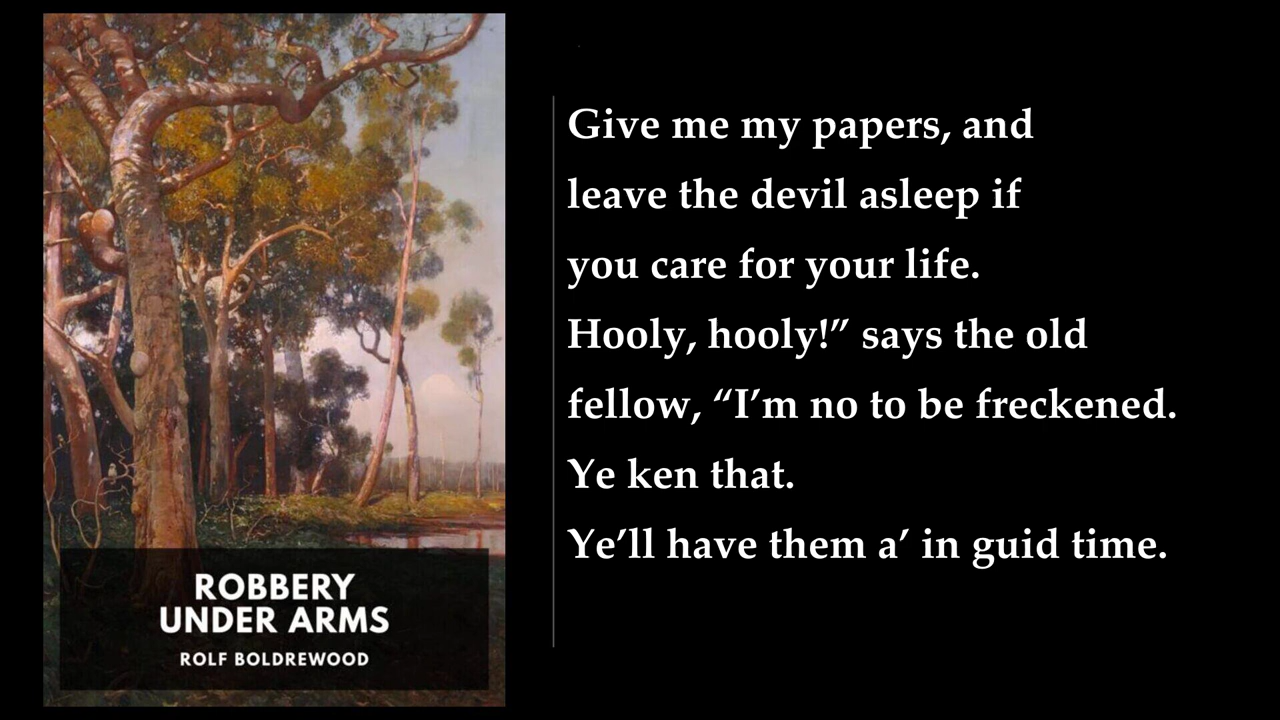 ROBBERY
UNDER ARMS
ROLF BOLDREWOOD
Give me my papers, and
leave the devil asleep if
you care for your life.
Hooly, hooly!” says the old
fellow, “I’m no to be freckened.
Ye ken that.
Ye’ll have them a’ in guid time.